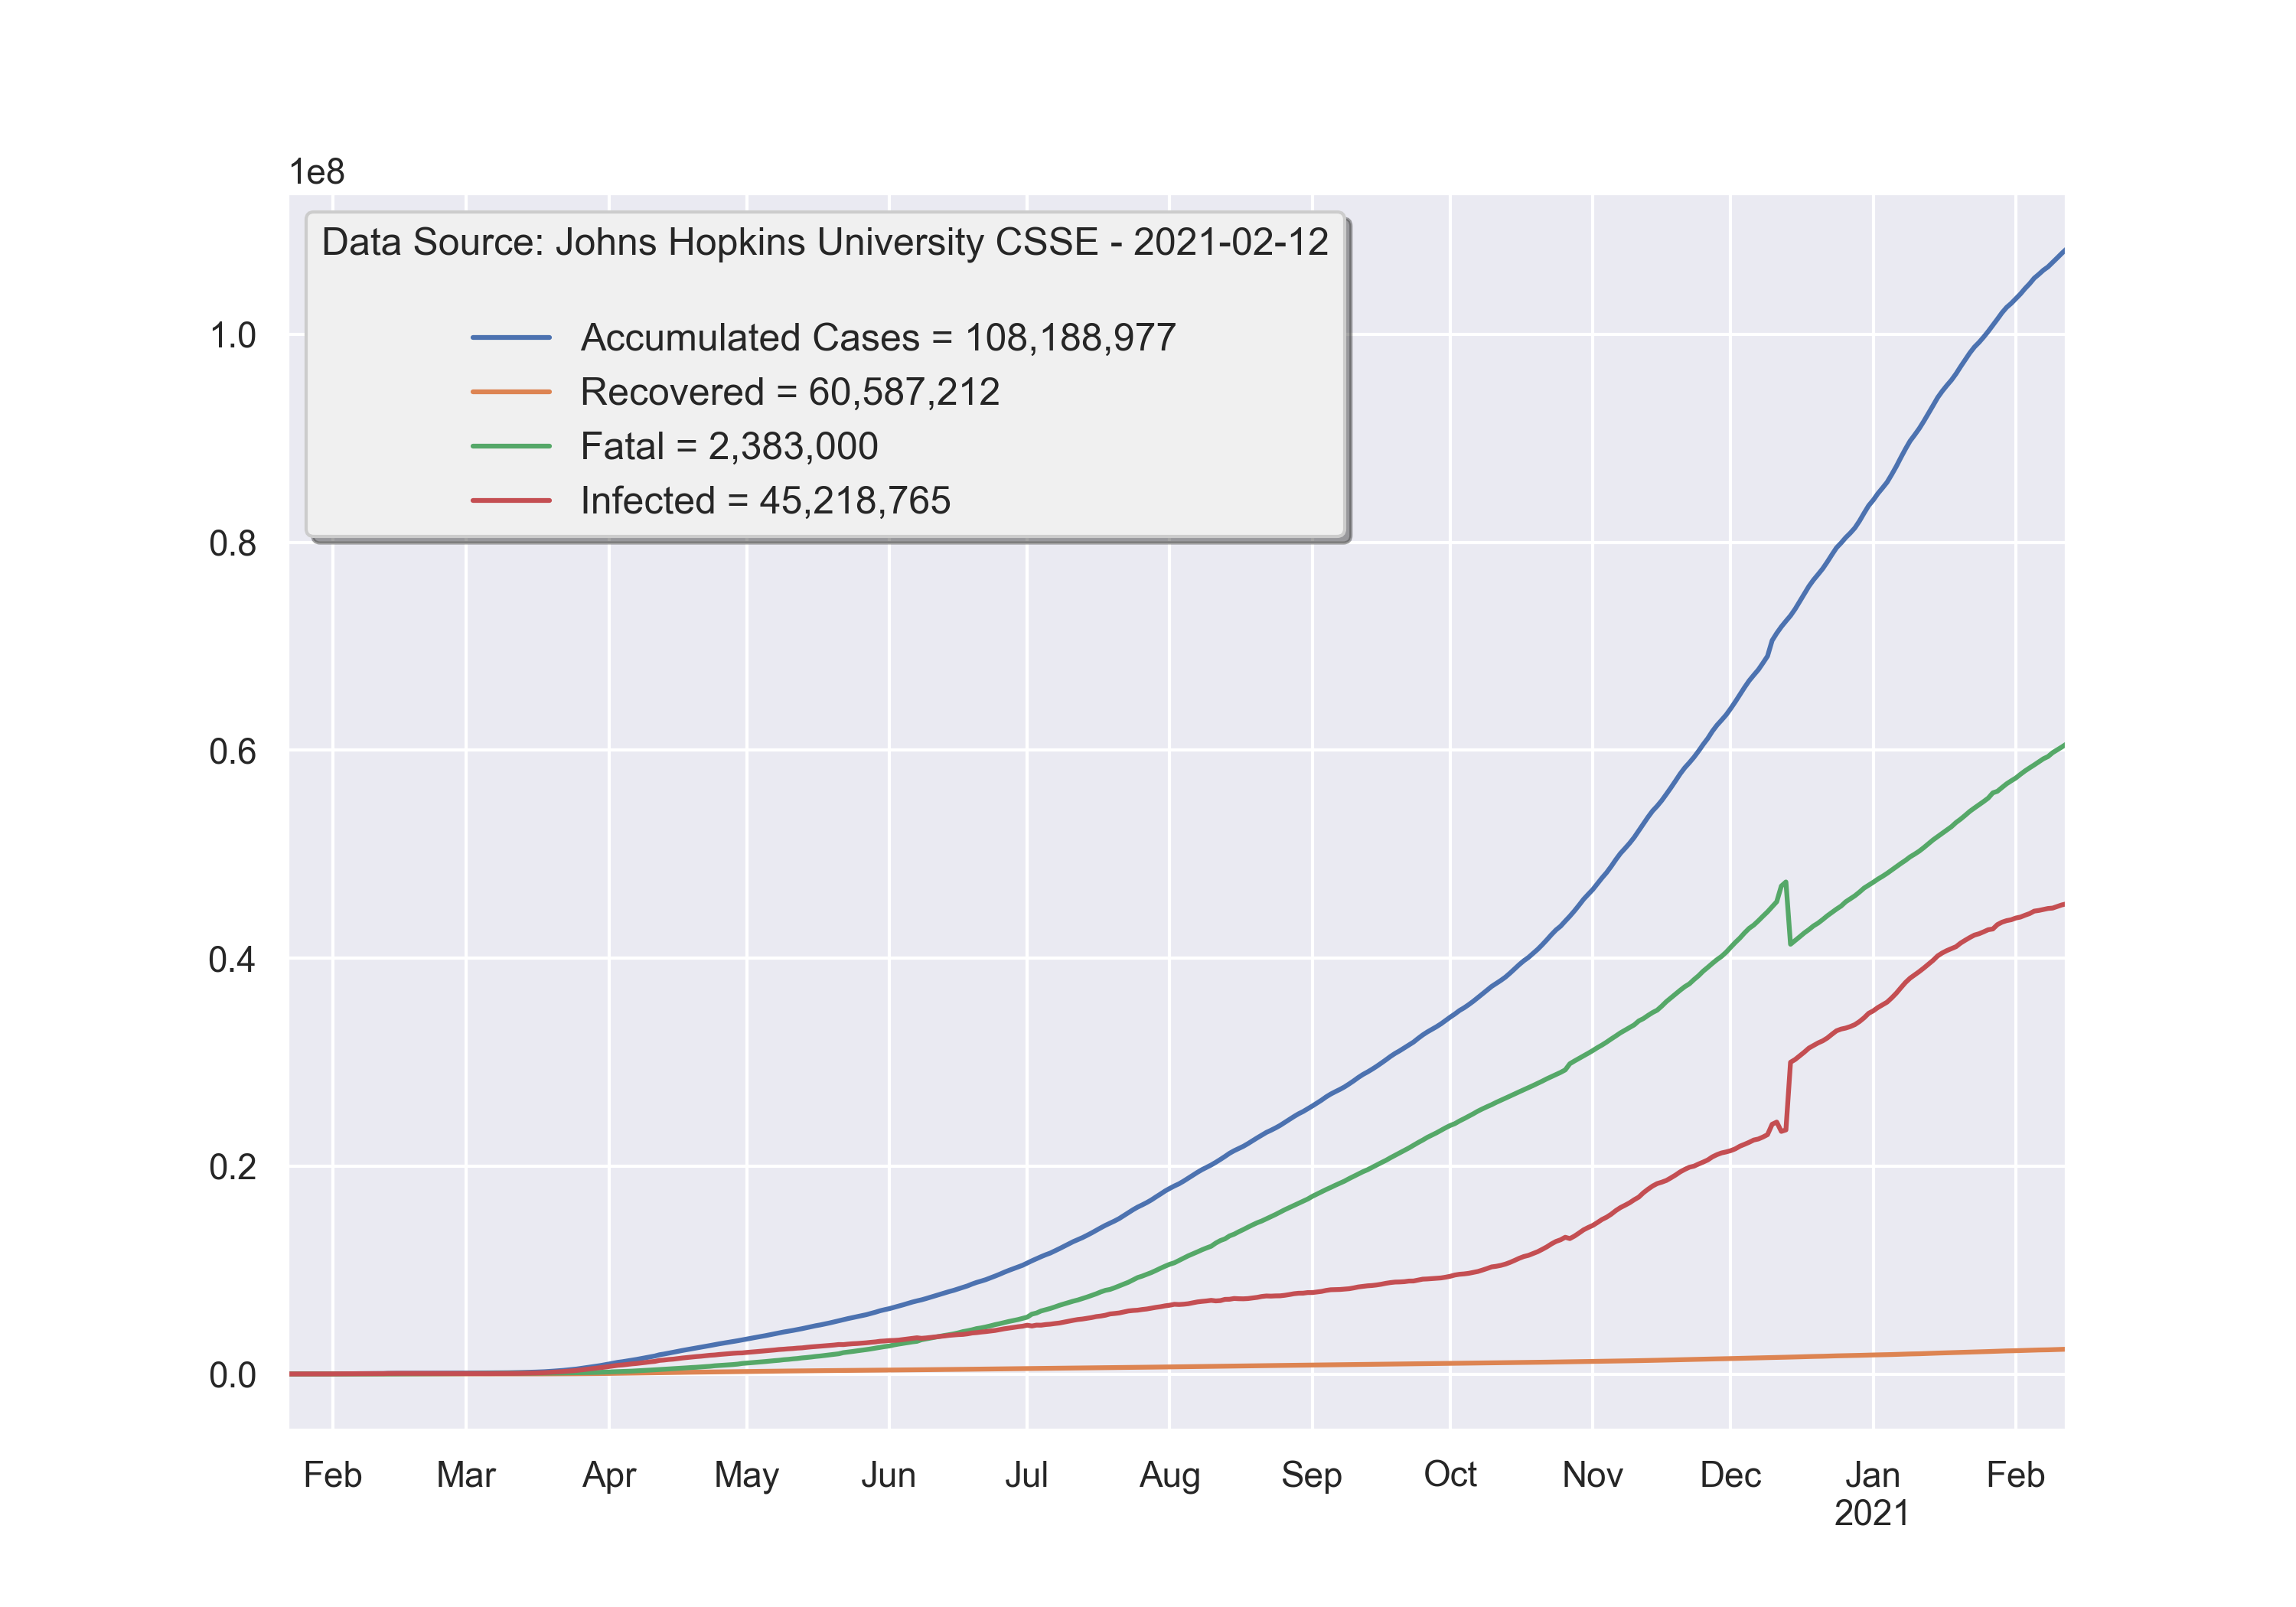 1e8
Data Source: Johns Hopkins University CSSE - 2021-02-12
Accumulated Cases = 108,188,977
Recovered = 60,587,212
Fatal = 2,383,000
Infected = 45,218,765
1.0
0.8
0.6
0.4
0.2
0.0
Feb Mar Apr May Jun Jul Aug Sep Oct Nov Dec Jan Feb
2021